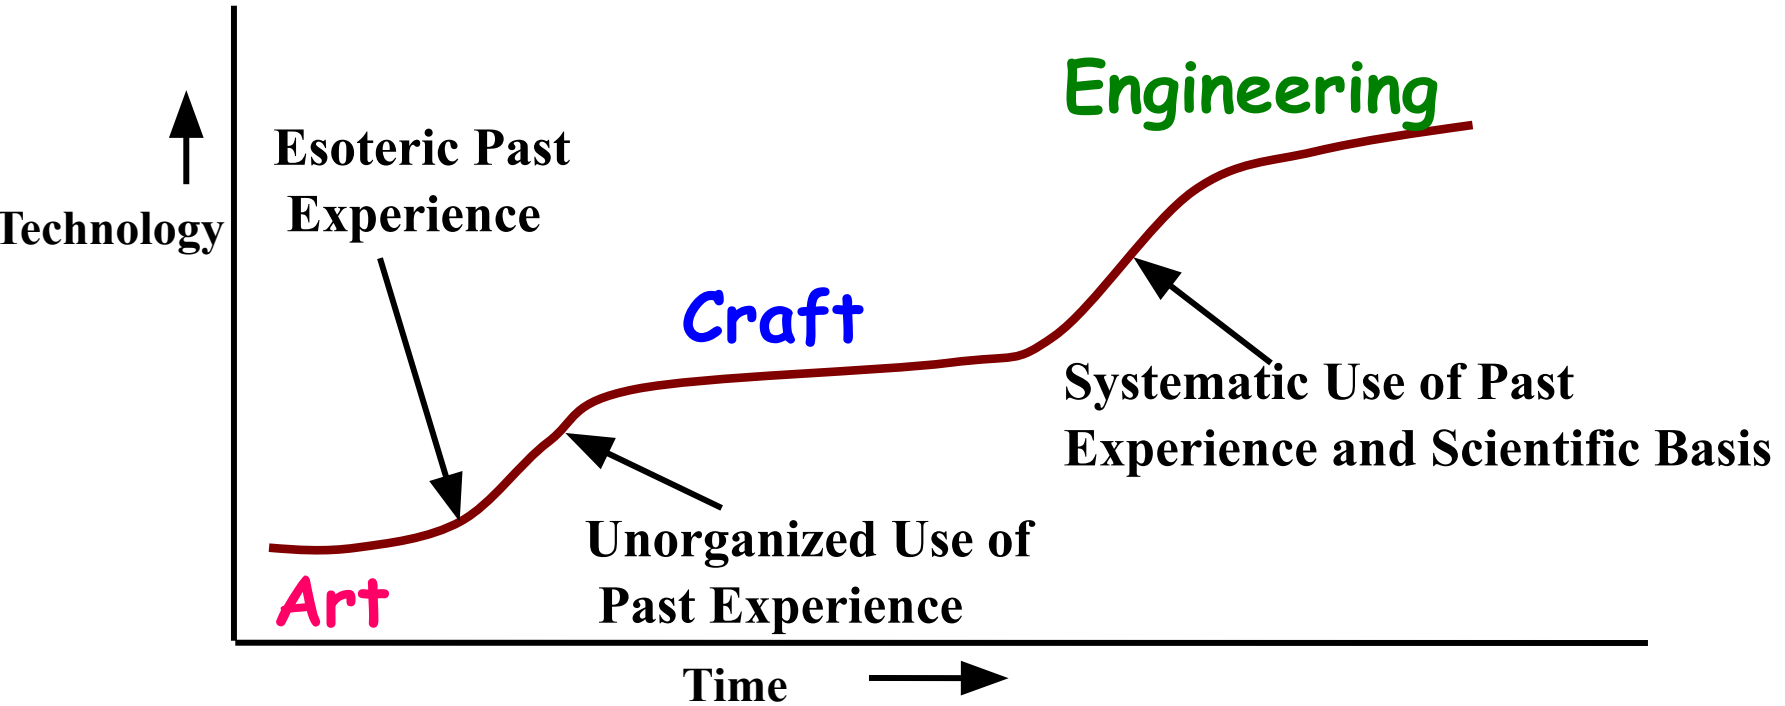 Engineering
Esoteric Past
Experience
Technology
Craft
Systematic Use of Past
Experience and Scientific Basis
Unorganized Use of
Past Experience
Art
Time